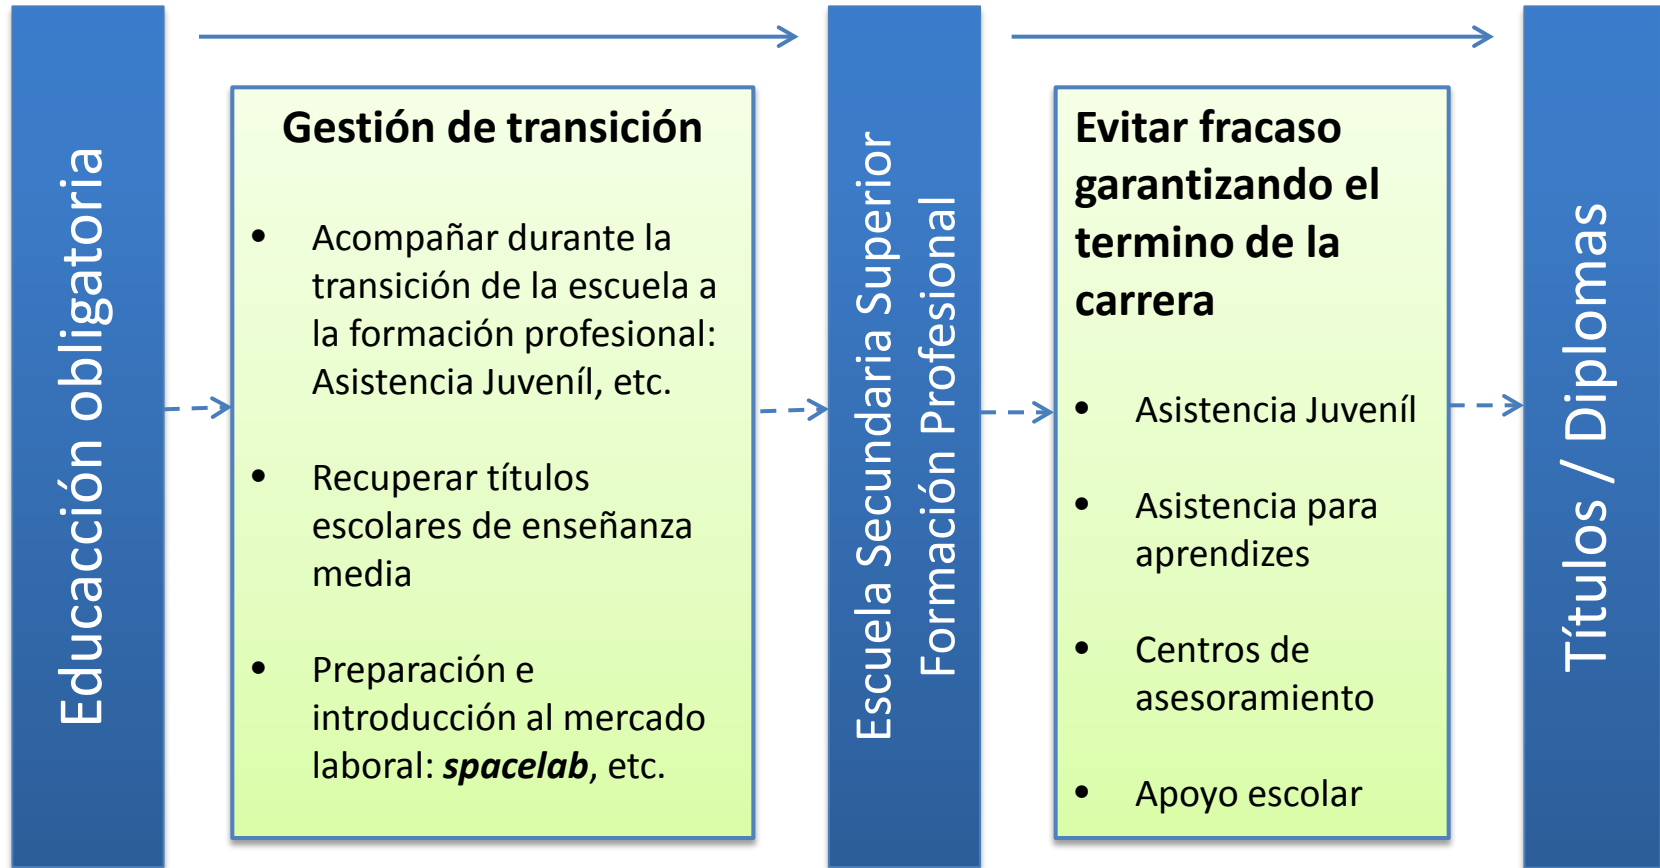 Educacción obligatoria
Gestión de transición
• Acompañar durante la
transición de la escuela a
la formación profesional:
Asistencia Juveníl, etc.
• Recuperar títulos
escolares de enseñanza
media
• Preparación e
introducción al mercado
laboral: spacelab, etc.
Escuela Secundaria Superior
Formación Profesional
Evitar fracaso
garantizando el
termino de la
carrera
• Asistencia Juveníl
• Asistencia para
aprendizes
• Centros de
asesoramiento
• Apoyo escolar
Títulos / Diplomas